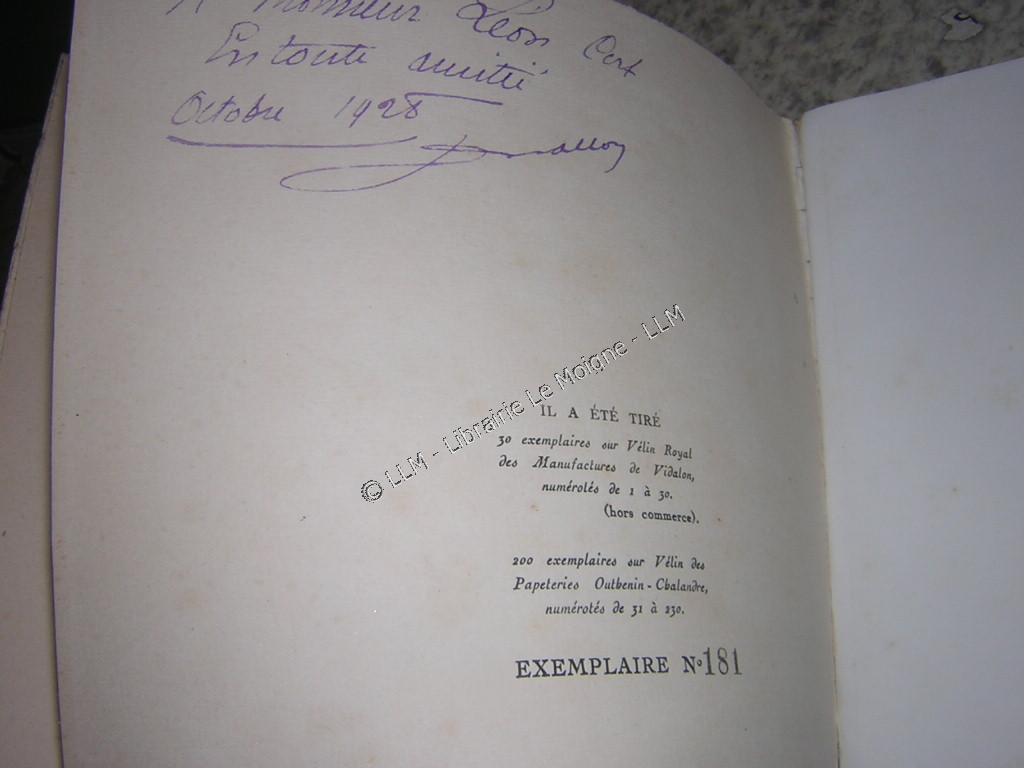 A Monsieur Léon Cerf
En toute amitié
Octobre 1928
© LLM - Librairie Le Moigne - LLM
IL A ÉTÉ TIRÉ
30 exemplaires sur Vélin Royal
des Manufactures de Vidalon,
numérotés de 1 à 30.
(hors commerce).
200 exemplaires sur Vélin des
Papeteries Outhenin-Chalandre,
numérotés de 31 à 230.
EXEMPLAIRE No 181